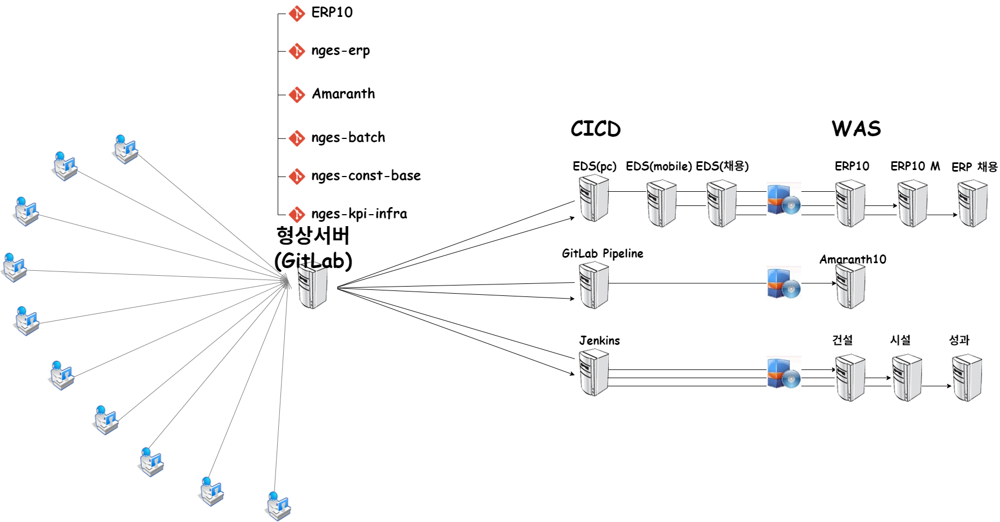 ERP10
nges-erp
Amaranth
nges-batch
nges-const-base
nges-kpi-infra
형상서버
(GitLab)
CICD
WAS
EDS(pc)
EDS(mobile)
EDS(채용)
ERP10
ERP10 M
ERP 채용
GitLab Pipeline
Amaranth10
Jenkins
건설
시설
성과